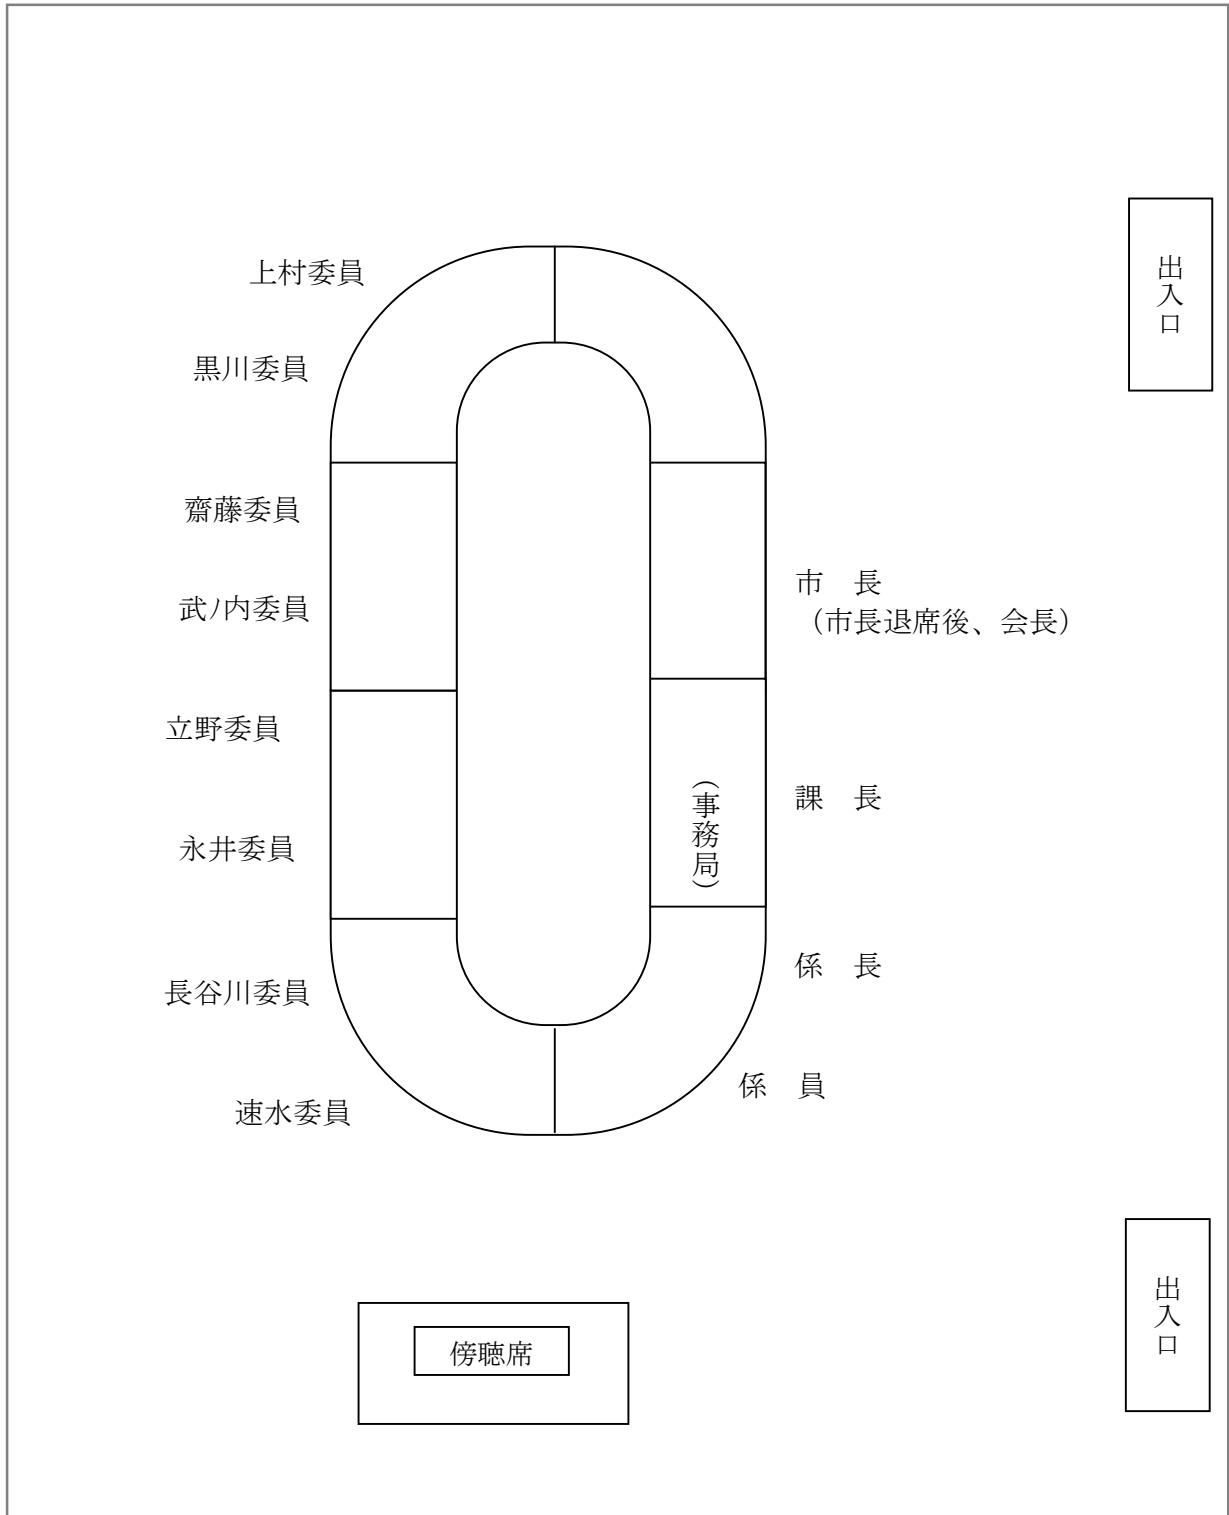 上村委員
出入口
黒川委員
齋藤委員
市　長
武ﾉ内委員
（市長退席後、会長）
立野委員
課　長
（事務局）
永井委員
係　長
長谷川委員
係　員
速水委員
出入口
傍聴席